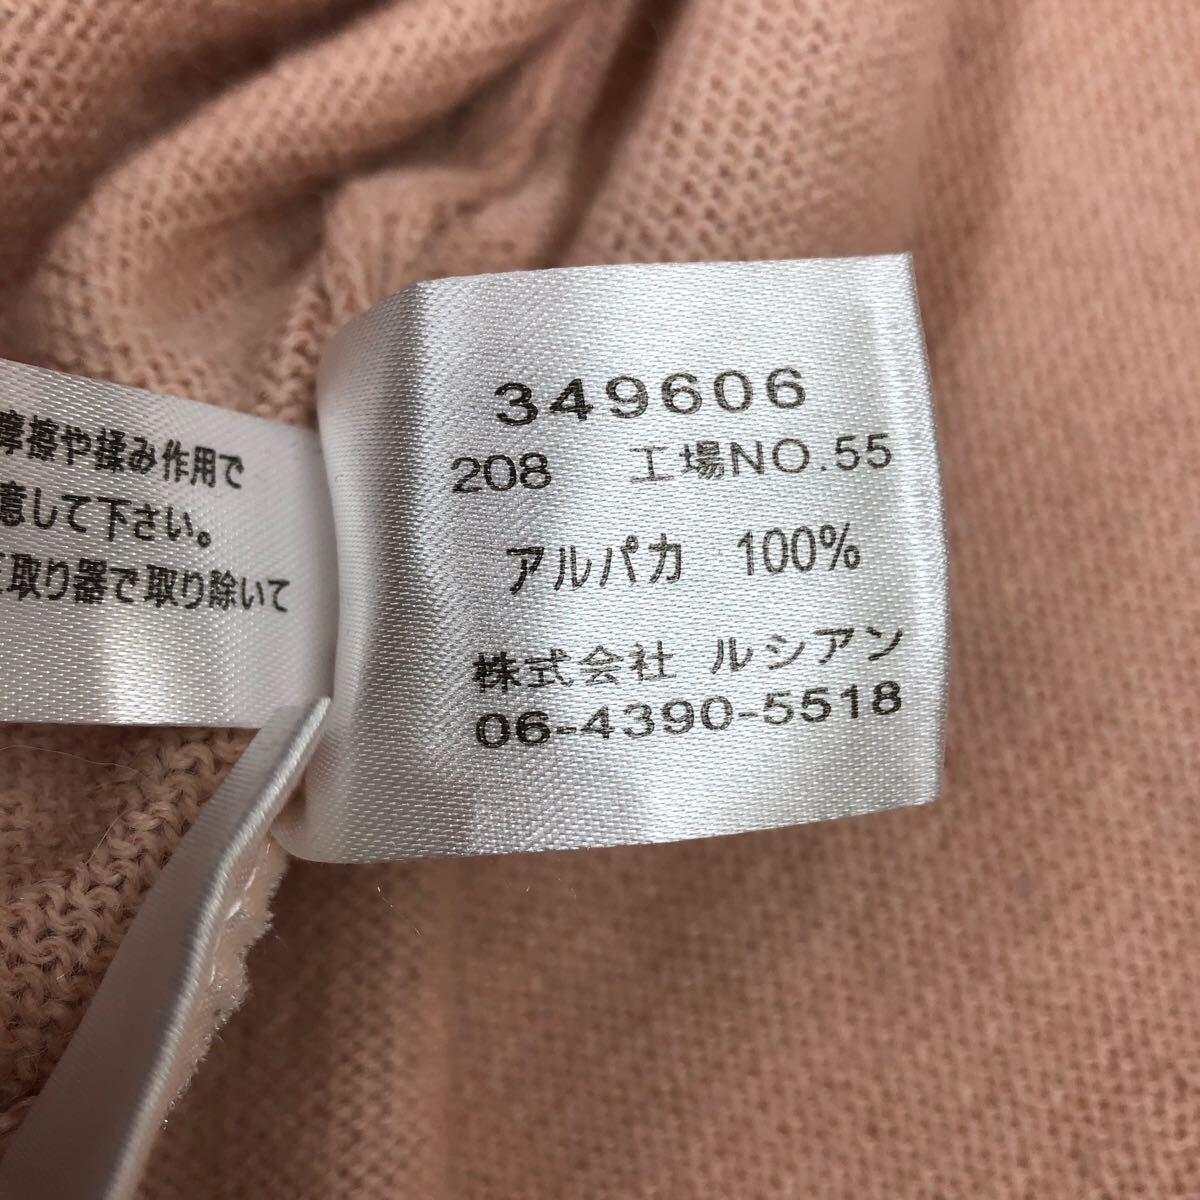 摩擦や揉み作用で
意して下さい。
取り器で取り除いて
349606
208 工場NO.55
アルパカ 100%
株式会社 ルシアン
06-4390-5518